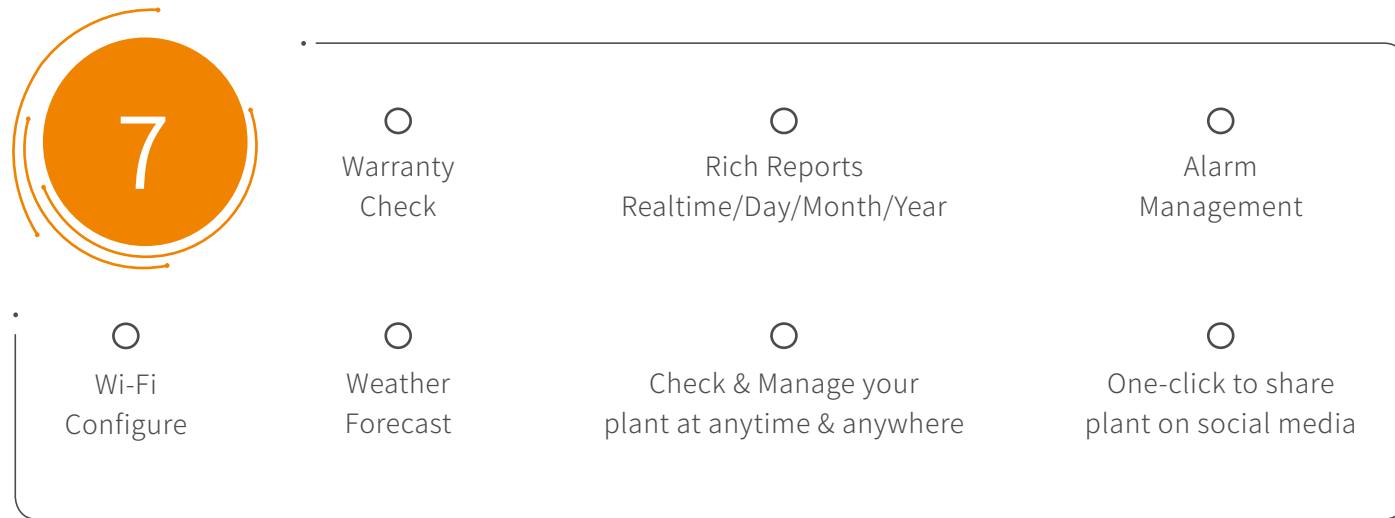 7
Warranty
Check
Rich Reports
Realtime/Day/Month/Year
Alarm
Management
Wi-Fi
Configure
Weather
Forecast
Check & Manage your
plant at anytime & anywhere
One-click to share
plant on social media